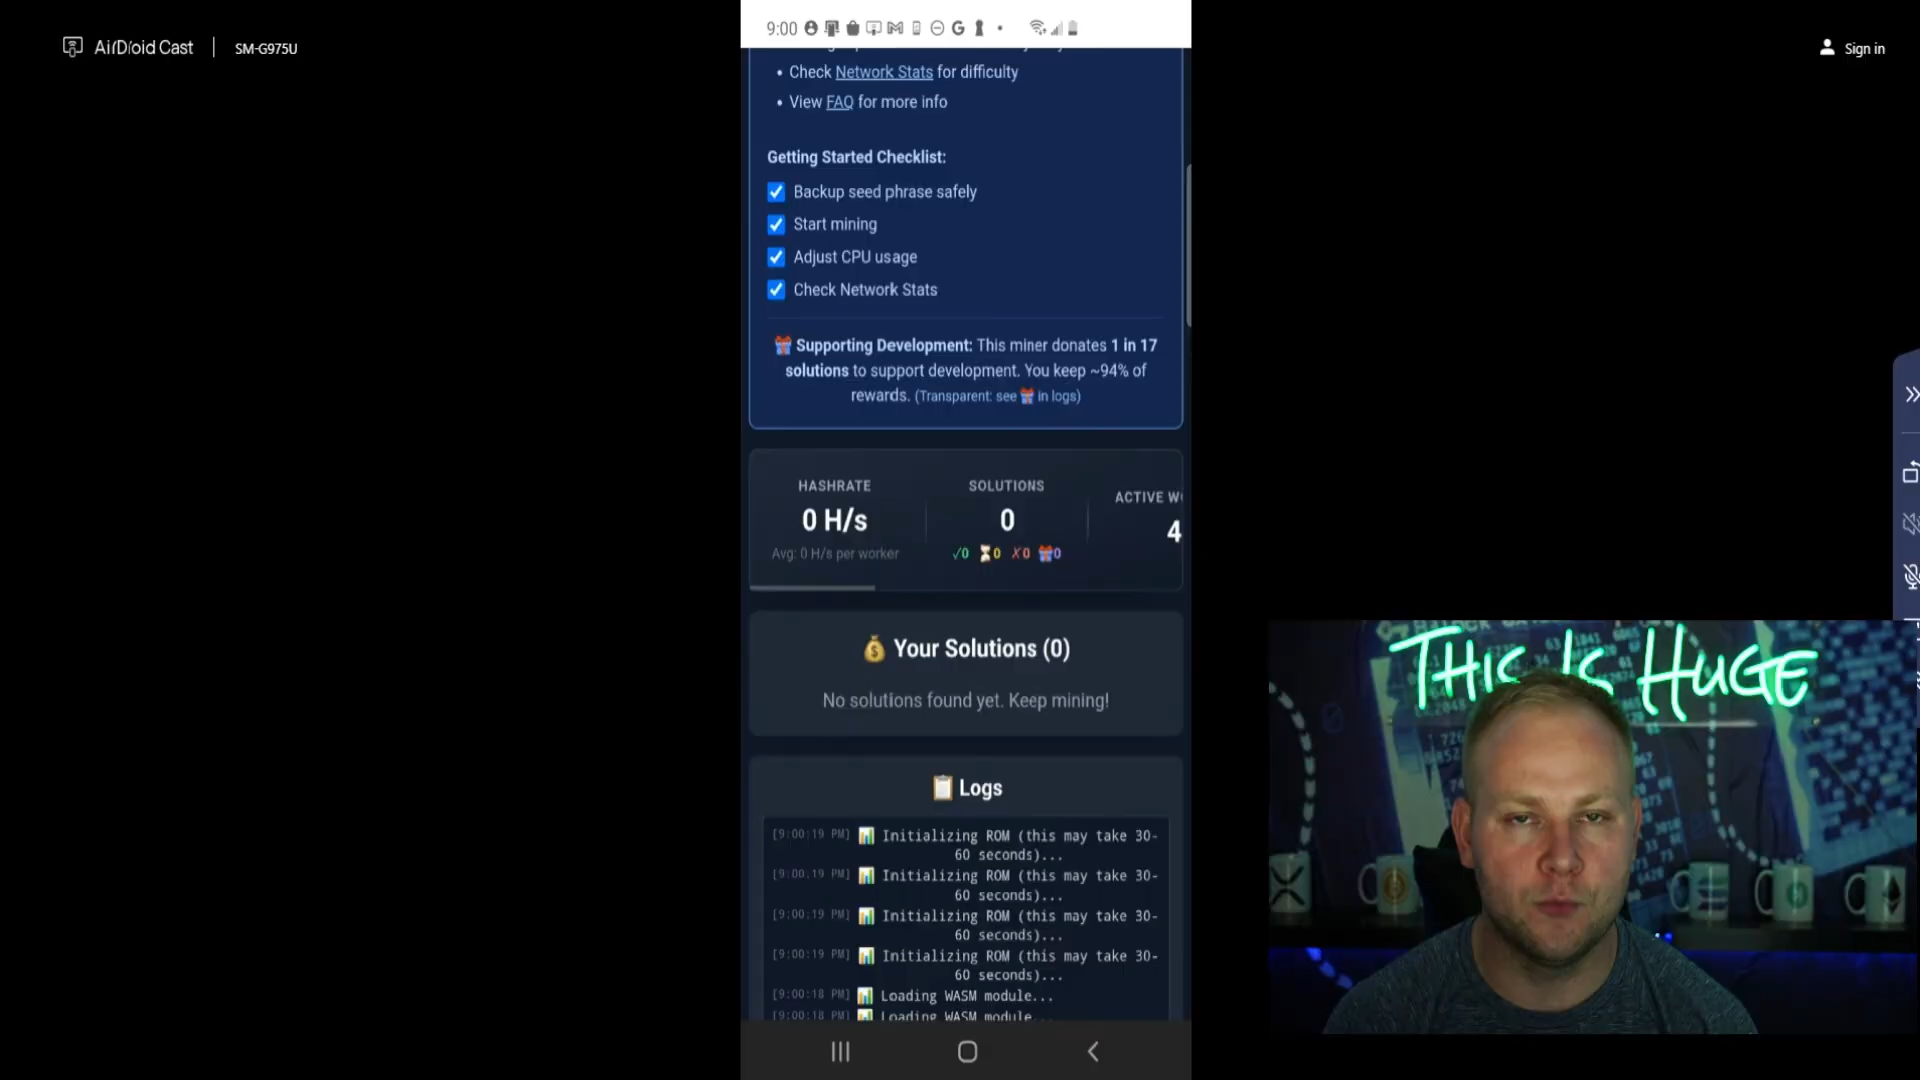 AirDroid Cast | SM-G975U
Sign in
9:00
• Check Network Stats for difficulty
• View FAQ for more info
Getting Started Checklist:
Backup seed phrase safely
Start mining
Adjust CPU usage
Check Network Stats
🎁 Supporting Development: This miner donates 1 in 17
solutions to support development. You keep ~94% of
rewards. (Transparent: see 🎁 in logs)
HASHRATE
0 H/s
Avg: 0 H/s per worker
SOLUTIONS
0
✓0 ⏳0 ✗0 🎁0
ACTIVE
4
💰 Your Solutions (0)
No solutions found yet. Keep mining!
📋 Logs
[9:00:19 PM] 📊 Initializing ROM (this may take 30-
60 seconds)...
[9:00:19 PM] 📊 Initializing ROM (this may take 30-
60 seconds)...
[9:00:19 PM] 📊 Initializing ROM (this may take 30-
60 seconds)...
[9:00:19 PM] 📊 Initializing ROM (this may take 30-
60 seconds)...
[9:00:18 PM] 📊 Loading WASM module...
[9:00:18 PM] 📊 Loading WASM module...
THIS IS HUGE